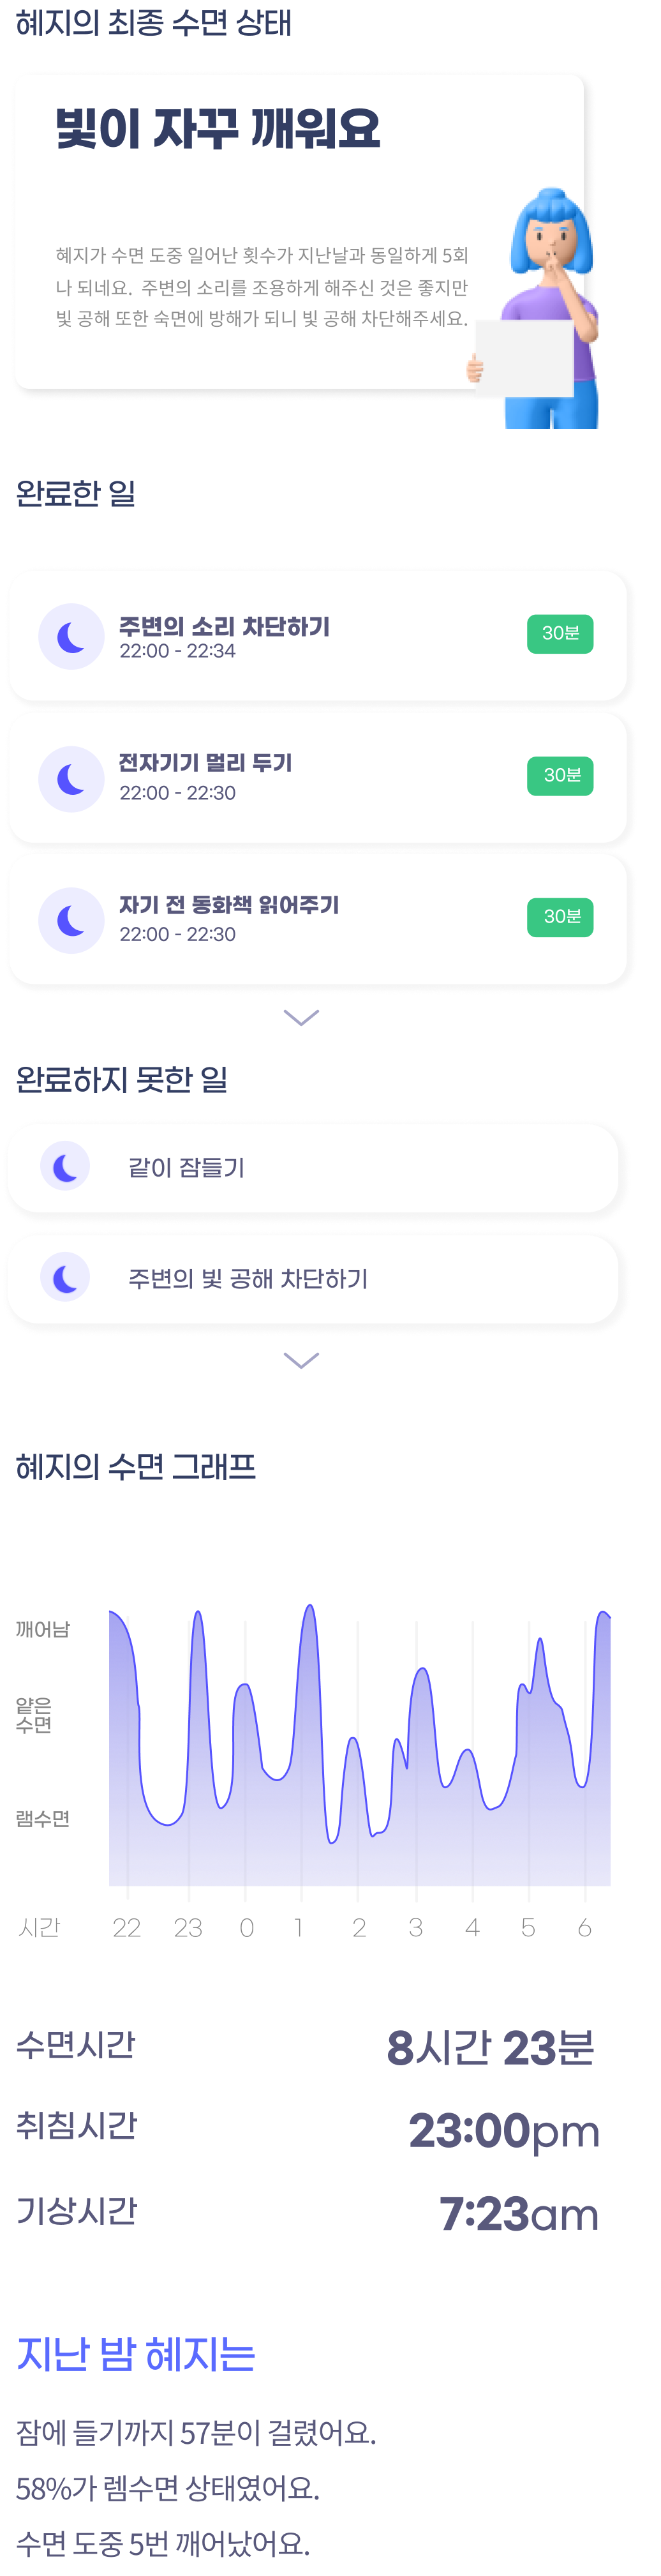 혜지의 최종 수면 상태
빛이 자꾸 깨워요
혜지가 수면 도중 일어난 횟수가 지난날과 동일하게 5회
나 되네요. 주변의 소리를 조용하게 해주신 것은 좋지만
빛 공해 또한 숙면에 방해가 되니 빛 공해 차단해주세요.
완료한 일
주변의 소리 차단하기
22:00 - 22:34
30분
전자기기 멀리 두기
22:00 - 22:30
30분
자기 전 동화책 읽어주기
22:00 - 22:30
30분
완료하지 못한 일
같이 잠들기
주변의 빛 공해 차단하기
혜지의 수면 그래프
깨어남
얕은
수면
램수면
시간 22 23 0 1 2 3 4 5 6
수면시간 8시간 23분
취침시간 23:00pm
기상시간 7:23am
지난 밤 혜지는
잠에 들기까지 57분이 걸렸어요.
58%가 렘수면 상태였어요.
수면 도중 5번 깨어났어요.